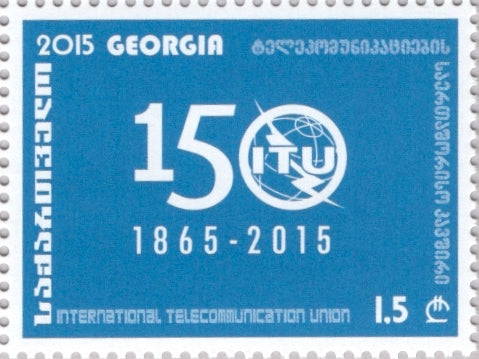 2015 GEORGIA
ტელეკომუნიკაციების
საერთაშორისო კავშირი
საქართველო
150
ITU
1865-2015
INTERNATIONAL TELECOMMUNICATION UNION
1.5 ₾